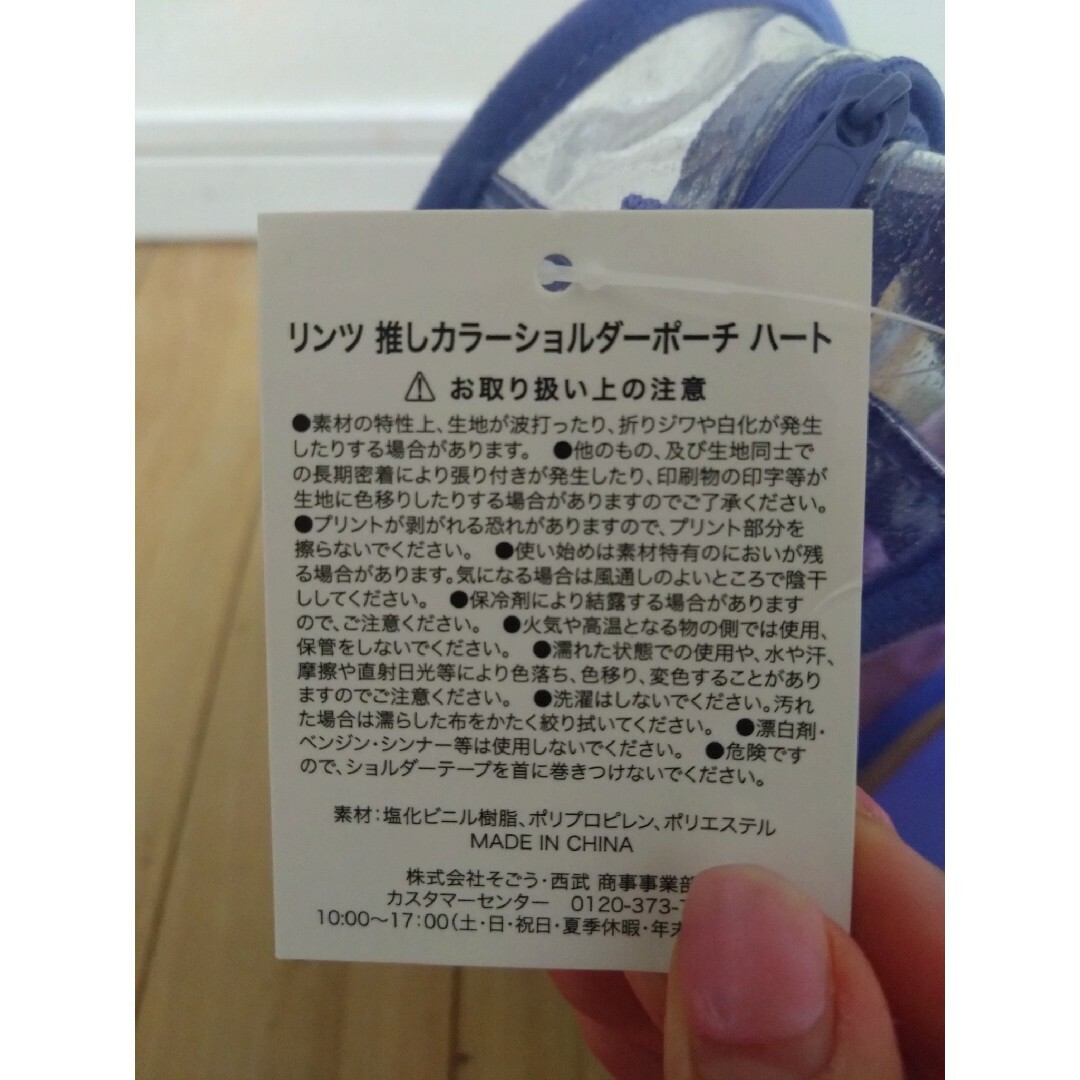 リンツ 推しカラーショルダーポーチ ハート
⚠ お取り扱い上の注意
●素材の特性上、生地が波打ったり、折りジワや白化が発生
したりする場合があります。 ●他のもの、及び生地同士で
の長期密着により張り付きが発生したり、印刷物の印字等が
生地に色移りしたりする場合がありますのでご了承ください。
●プリントが剥がれる恐れがありますので、プリント部分を
擦らないでください。 ●使い始めは素材特有のにおいが残
る場合があります。気になる場合は風通しのよいところで陰干
ししてください。 ●保冷剤により結露する場合があります
ので、ご注意ください。 ●火気や高温となる物の側では使用、
保管をしないでください。 ●濡れた状態での使用や、水や汗、
摩擦や直射日光等により色落ち、色移り、変色することがあり
ますのでご注意ください。 ●洗濯はしないでください。汚れ
た場合は濡らした布をかたく絞り拭いてください。 ●漂白剤・
ベンジン・シンナー等は使用しないでください。 ●危険です
ので、ショルダーテープを首に巻きつけないでください。
素材：塩化ビニル樹脂、ポリプロピレン、ポリエステル
MADE IN CHINA
株式会社そごう・西武 商事事業部
カスタマーセンター 0120-373-
10:00～17:00（土・日・祝日・夏季休暇・年末